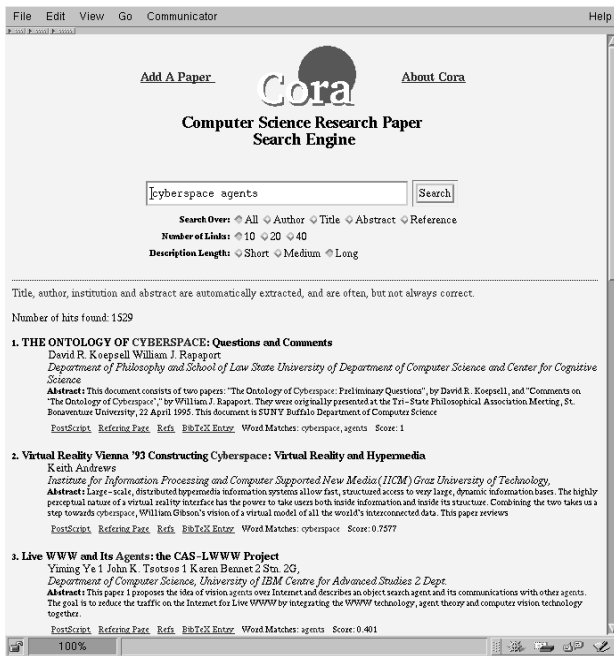 File Edit View Go Communicator Help
Add A Paper Cora About Cora
Computer Science Research Paper
Search Engine
cyberspace agents Search
Search Over: All Author Title Abstract Reference
Number of Links: 10 20 40
Description Length: Short Medium Long
Title, author, institution and abstract are automatically extracted, and are often, but not always correct.
Number of hits found: 1529
1. THE ONTOLOGY OF CYBERSPACE: Questions and Comments
David R. Koepsell William J. Rapaport
Department of Philosophy and School of Law State University of Department of Computer Science and Center for Cognitive
Science
Abstract: This document consists of two papers: "The Ontology of Cyberspace: Preliminary Questions", by David R. Koepsell, and "Comments on
'The Ontology of Cyberspace'," by William J. Rapaport. They were originally presented at the Tri-State Philosophical Association Meeting, St.
Bonaventure University, 22 April 1995. This document is SUNY Buffalo Department of Computer Science
PostScript Refering Page Refs BibTeX Entry Word Matches: cyberspace, agents Score: 1
2. Virtual Reality Vienna '93 Constructing Cyberspace: Virtual Reality and Hypermedia
Keith Andrews
Institute for Information Processing and Computer Supported New Media (IICM) Graz University of Technology,
Abstract: Large-scale, distributed hypermedia information systems allow fast, structured access to very large, dynamic information bases. The highly
perceptual nature of a virtual reality interface has the power to take users both inside information and inside its structure. Combining the two takes us a
step towards cyberspace, William Gibson's vision of a virtual model of all the world's interconnected data. This paper reviews
PostScript Refering Page Refs BibTeX Entry Word Matches: cyberspace Score: 0.7577
3. Live WWW and Its Agents: the CAS-LWWW Project
Yiming Ye 1 John K. Tsotsos 1 Karen Bennet 2 Stn. 2G,
Department of Computer Science, University of IBM Centre for Advanced Studies 2 Dept.
Abstract: This paper 1 proposes the idea of vision agents over Internet and describes an object search agent and its communications with other agents.
The goal is to reduce the traffic on the Internet for Live WWW by integrating the WWW technology, agent theory and computer vision technology
together.
PostScript Refering Page Refs BibTeX Entry Word Matches: agents Score: 0.401
100%